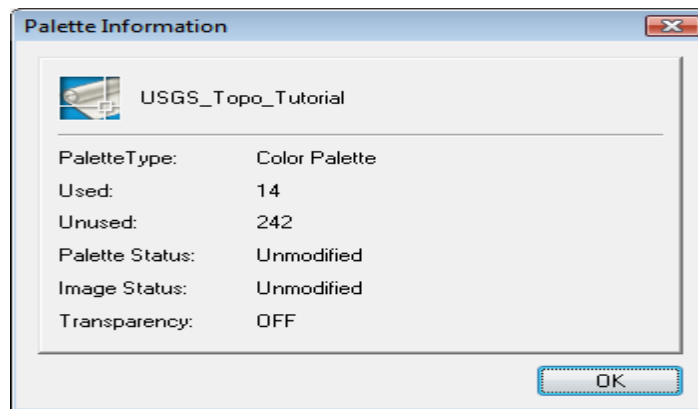 Palette Information
USGS_Topo_Tutorial
PaletteType: Color Palette
Used: 14
Unused: 242
Palette Status: Unmodified
Image Status: Unmodified
Transparency: OFF
OK